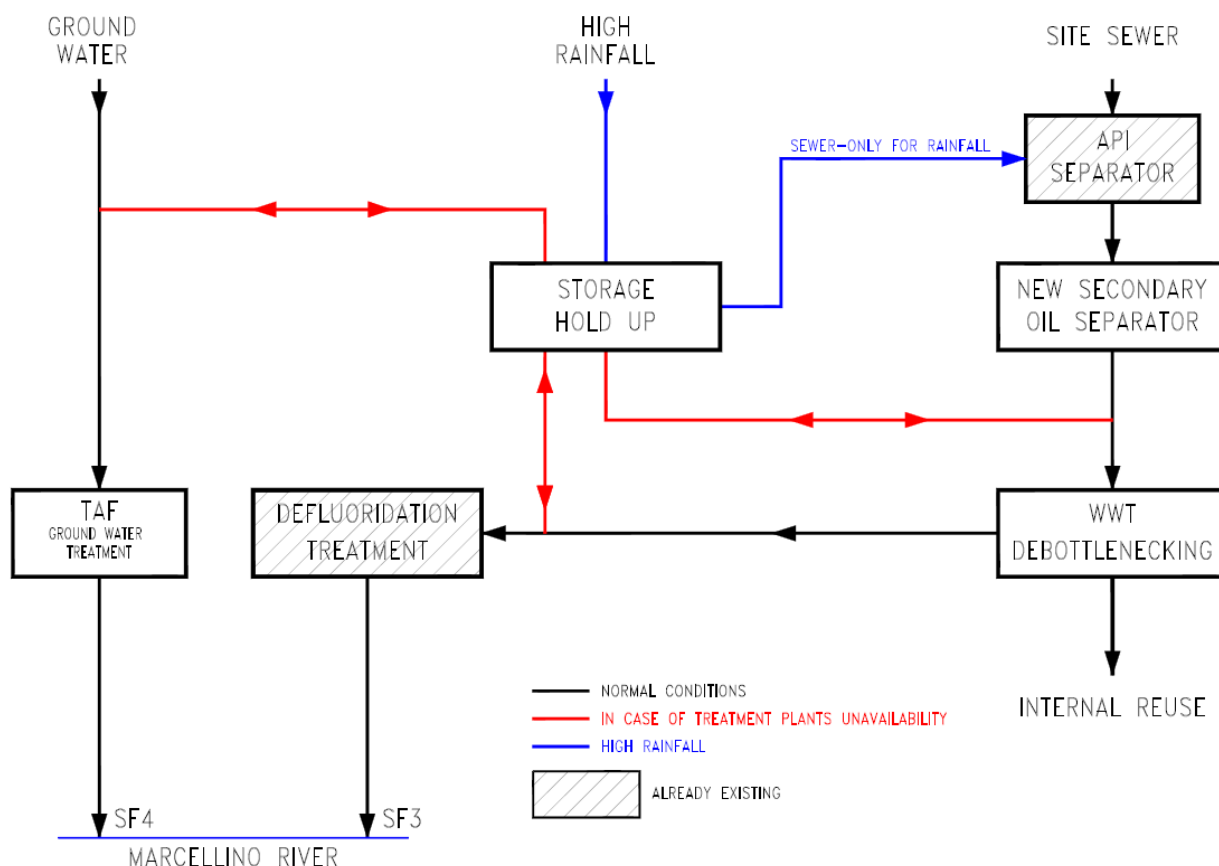 GROUND
WATER
HIGH
RAINFALL
SITE SEWER
SEWER-ONLY FOR RAINFALL
API
SEPARATOR
STORAGE
HOLD UP
NEW SECONDARY
OIL SEPARATOR
TAF
GROUND WATER
TREATMENT
DEFLUORIDATION
TREATMENT
WWT
DEBOTTLENECKING
NORMAL CONDITIONS
IN CASE OF TREATMENT PLANTS UNAVAILABILITY
HIGH RAINFALL
ALREADY EXISTING
INTERNAL REUSE
SF4
SF3
MARCELLINO RIVER